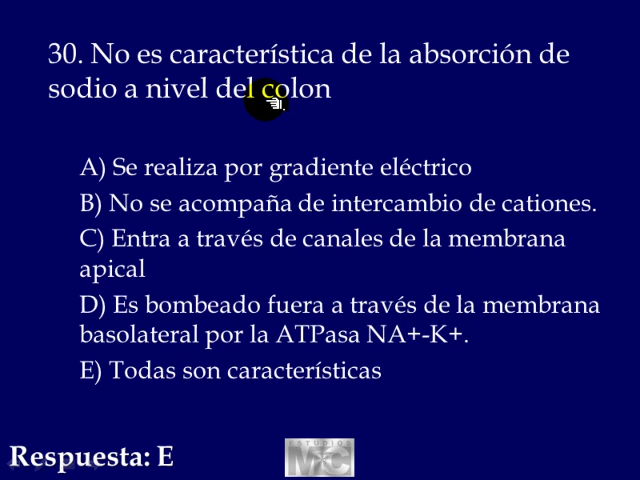 30. No es característica de la absorción de
sodio a nivel del colon
A) Se realiza por gradiente eléctrico
B) No se acompaña de intercambio de cationes.
C) Entra a través de canales de la membrana
apical
D) Es bombeado fuera a través de la membrana
basolateral por la ATPasa NA+-K+.
E) Todas son características
Respuesta: E
ESTUDIOS
MC